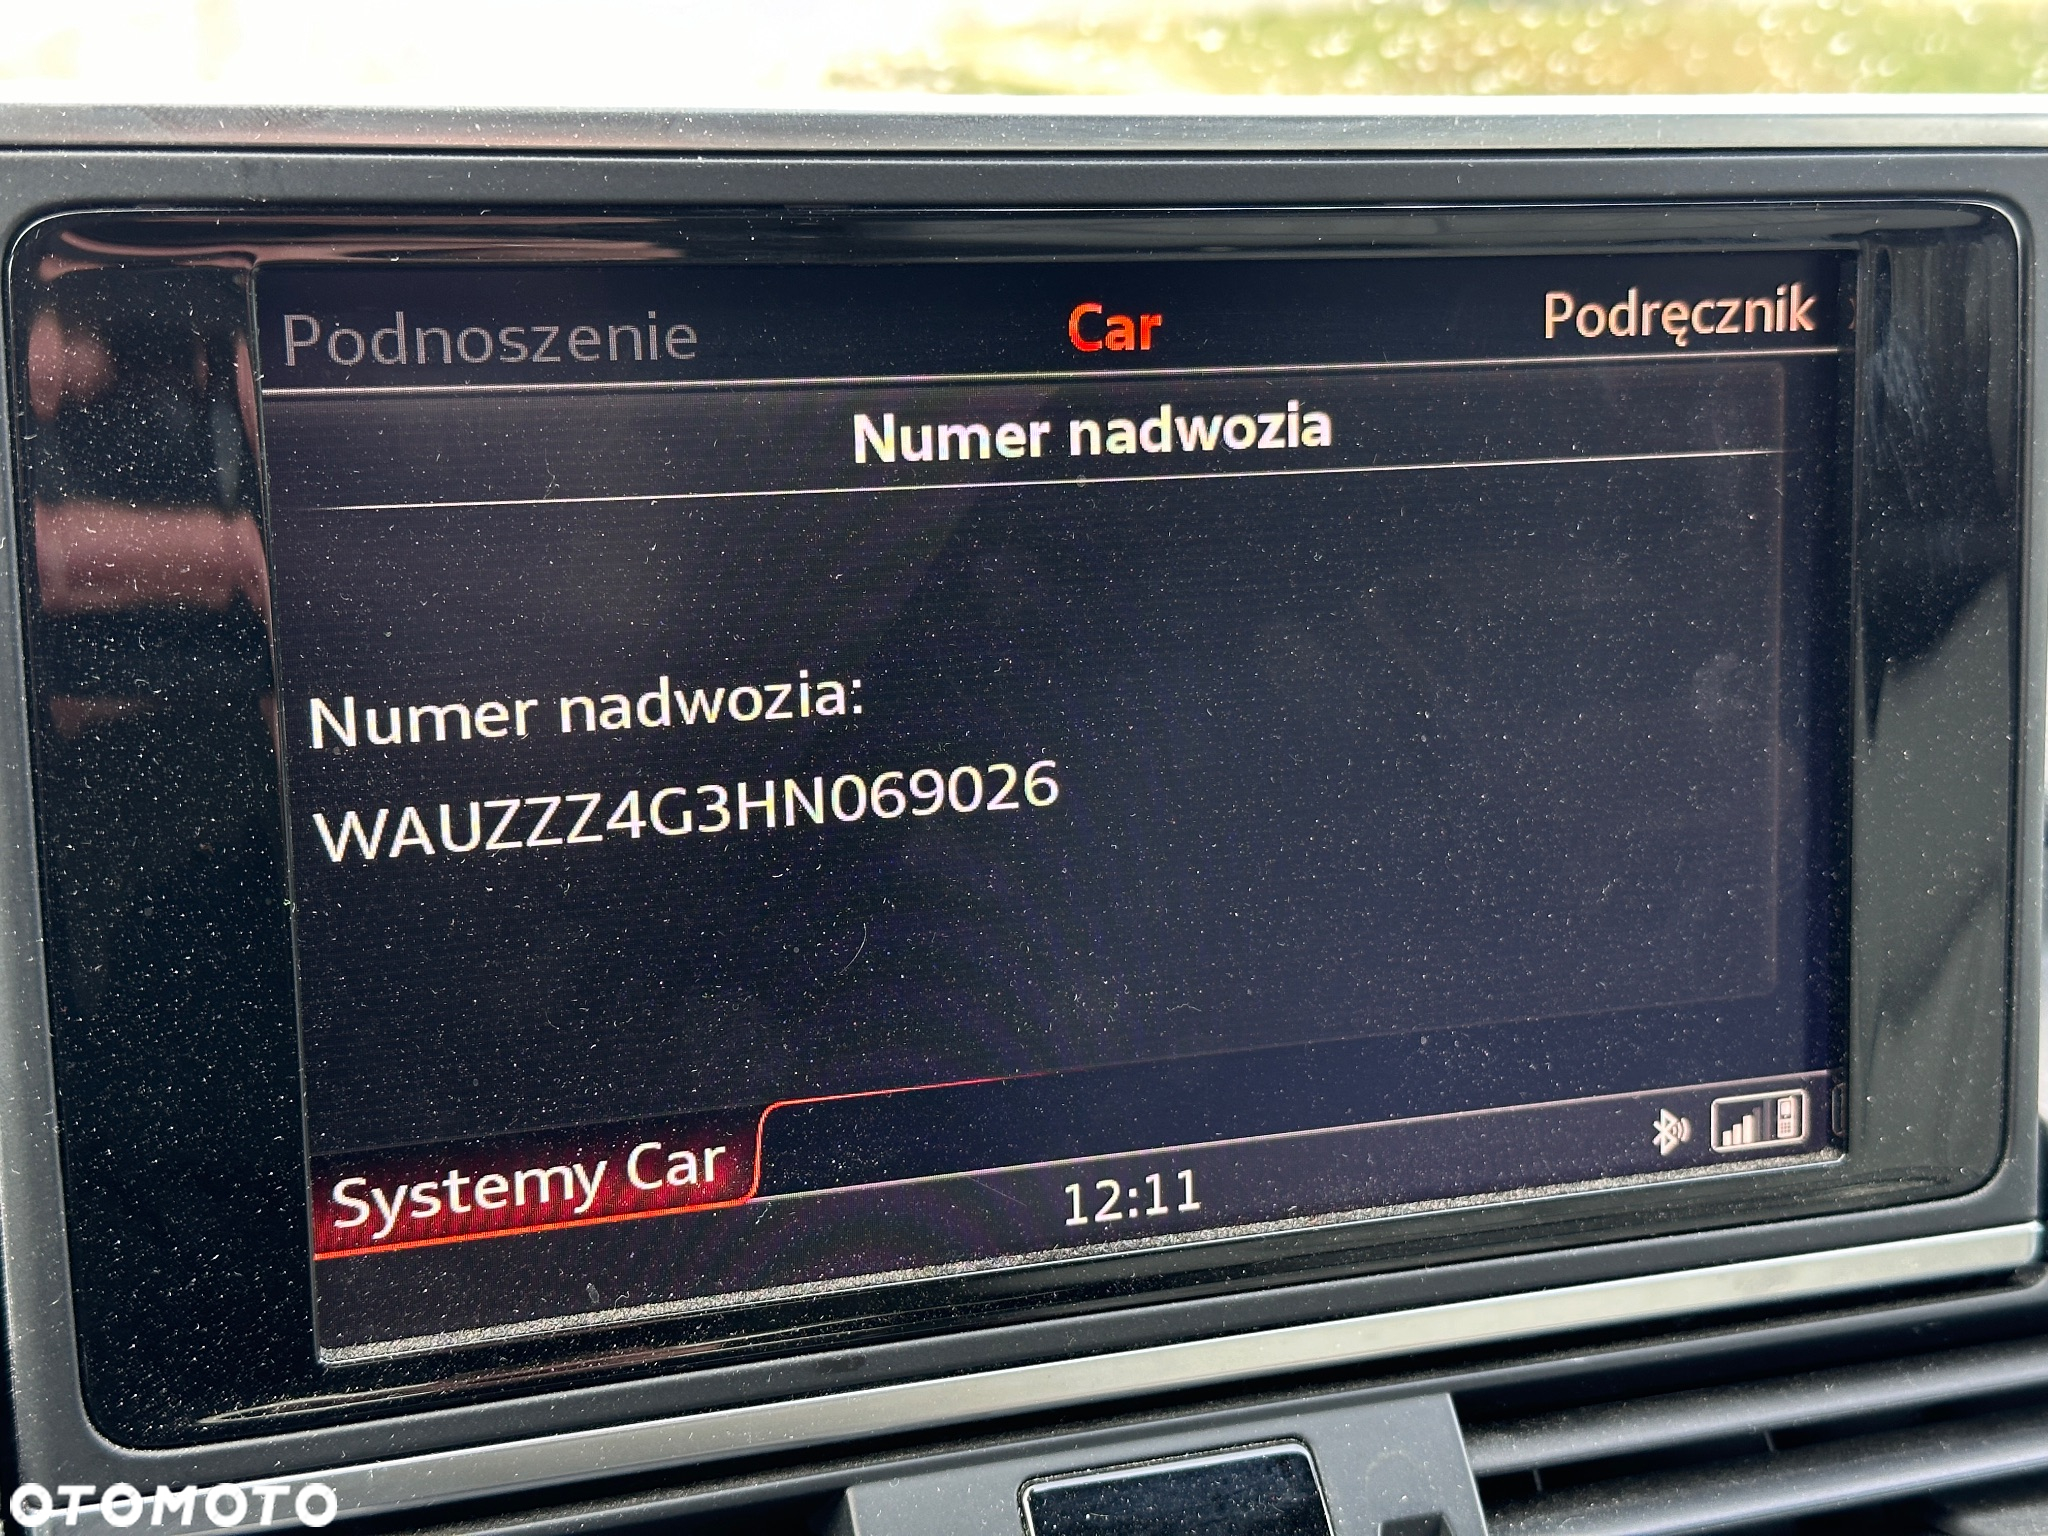 Podnoszenie Car Podręcznik
Numer nadwozia
Numer nadwozia:
WAUZZZ4G3HN069026
Systemy Car
12:11
OTOMOTO